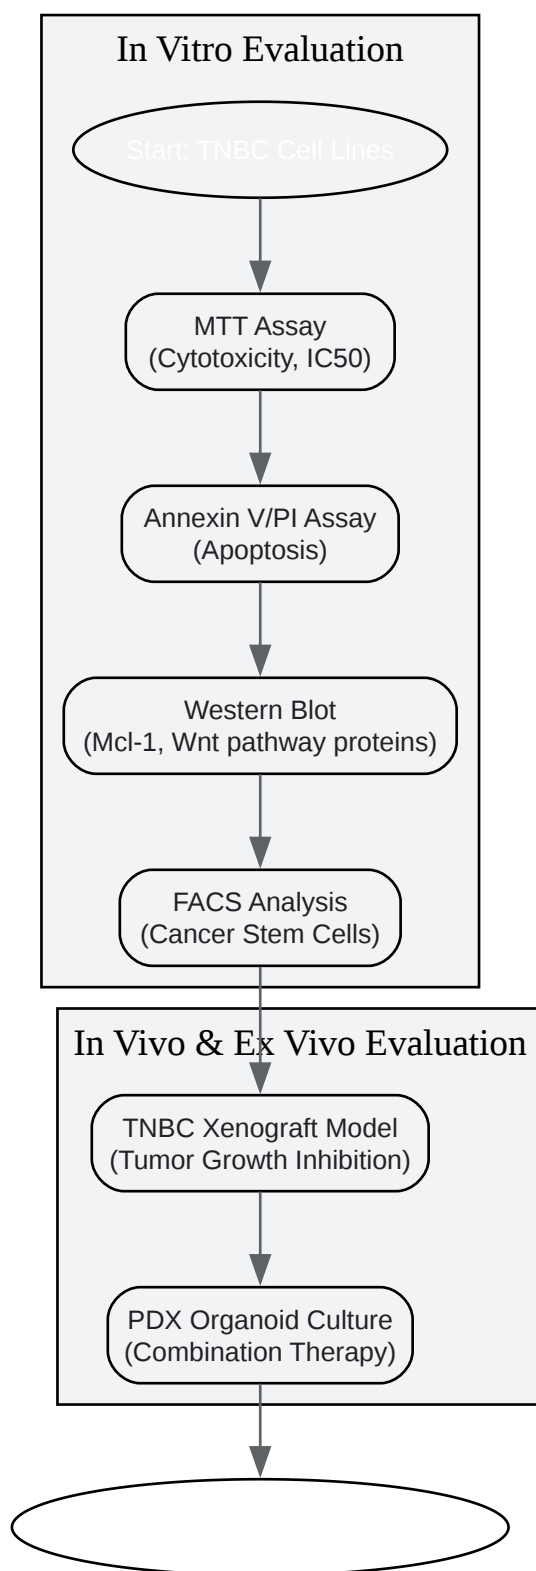 In Vitro Evaluation
Start: TNBC Cell Lines
MTT Assay
(Cytotoxicity, IC50)
Annexin V/PI Assay
(Apoptosis)
Western Blot
(Mcl-1, Wnt pathway proteins)
FACS Analysis
(Cancer Stem Cells)
In Vivo & Ex Vivo Evaluation
TNBC Xenograft Model
(Tumor Growth Inhibition)
PDX Organoid Culture
(Combination Therapy)